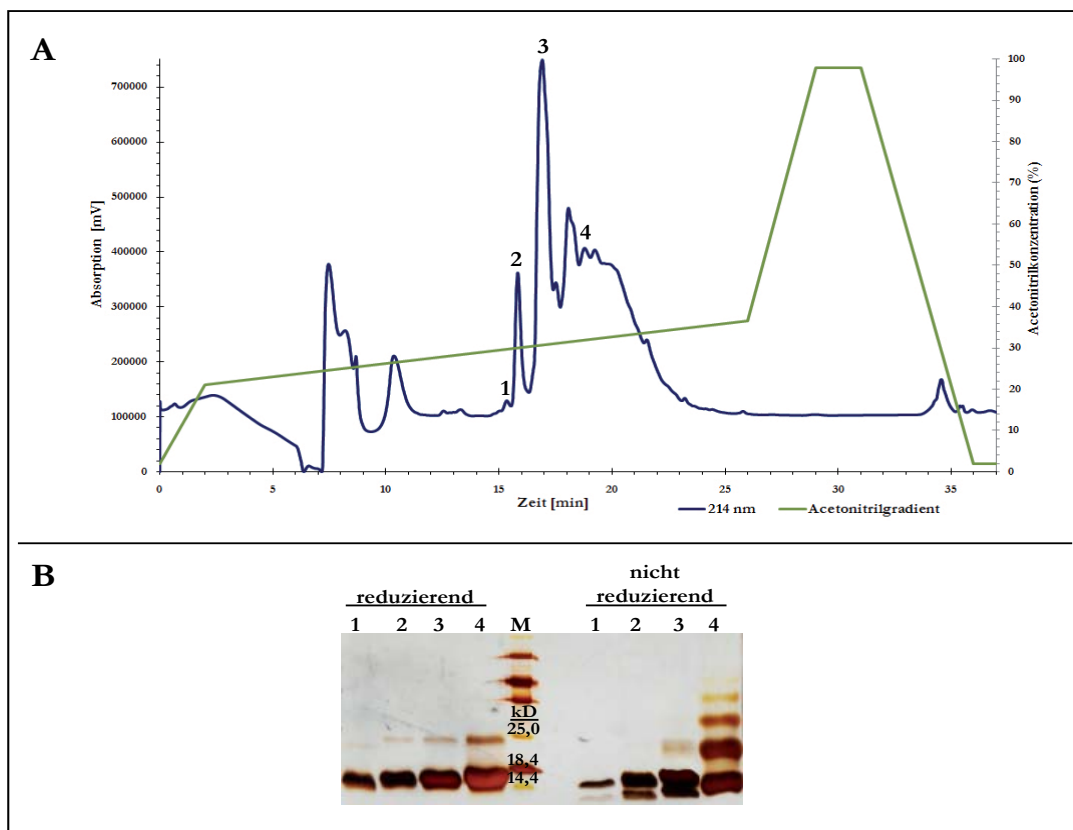 A
Absorption [mV]
700000
600000
500000
400000
300000
200000
100000
0
1
2
3
4
100
90
80
70
60
50
40
30
20
10
0
Acetonitrilkonzentration (%)
0 5 10 15 20 25 30 35
Zeit [min]
214 nm Acetonitrilgradient
B
reduzierend
nicht
reduzierend
1 2 3 4 M 1 2 3 4
kD
25,0
18,4
14,4